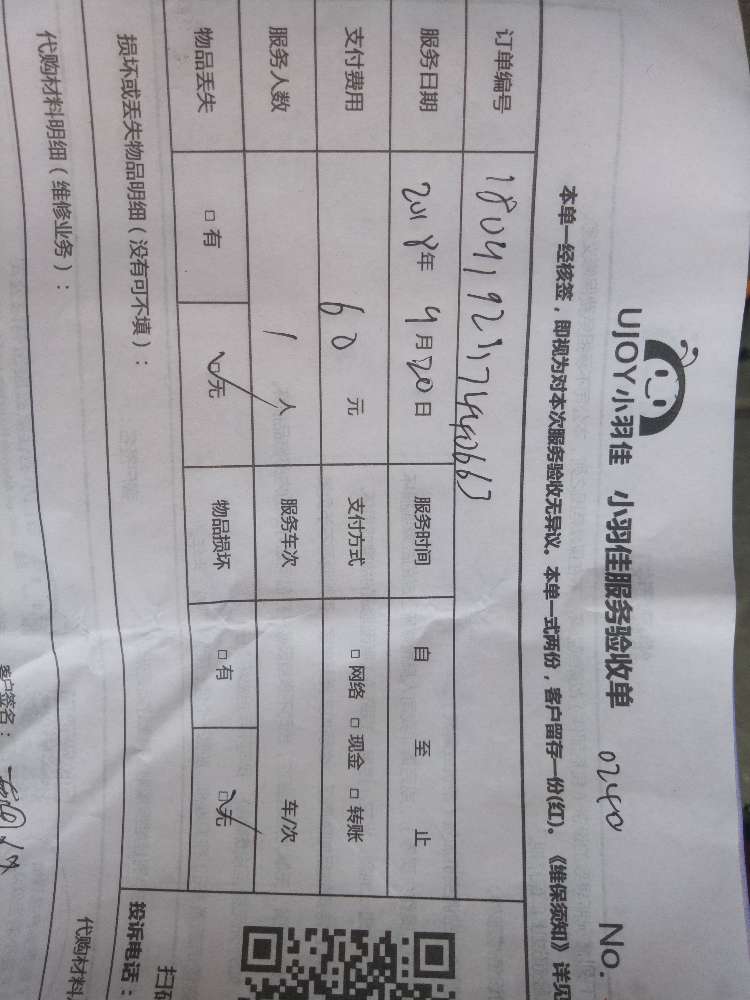 UJOY小羽佳 小羽佳服务验收单 0240 No.
本单一经核签，即视为对本次服务验收无异议。本单一式两份，客户留存一份(红)。《维保须知》详见
订单编号
服务日期 2018年 4月20日 服务时间 自 至 止
支付费用 60 元 支付方式 □ 网络 □ 现金 □ 转账
服务人数 1 人 服务车次 车/次
物品丢失 □ 有 ☑无 物品损坏 □ 有 ☑无
损坏或丢失物品明细（没有可不填）： 投诉电话：
代购材料明细（维修业务）： 代购材料
客户签名：